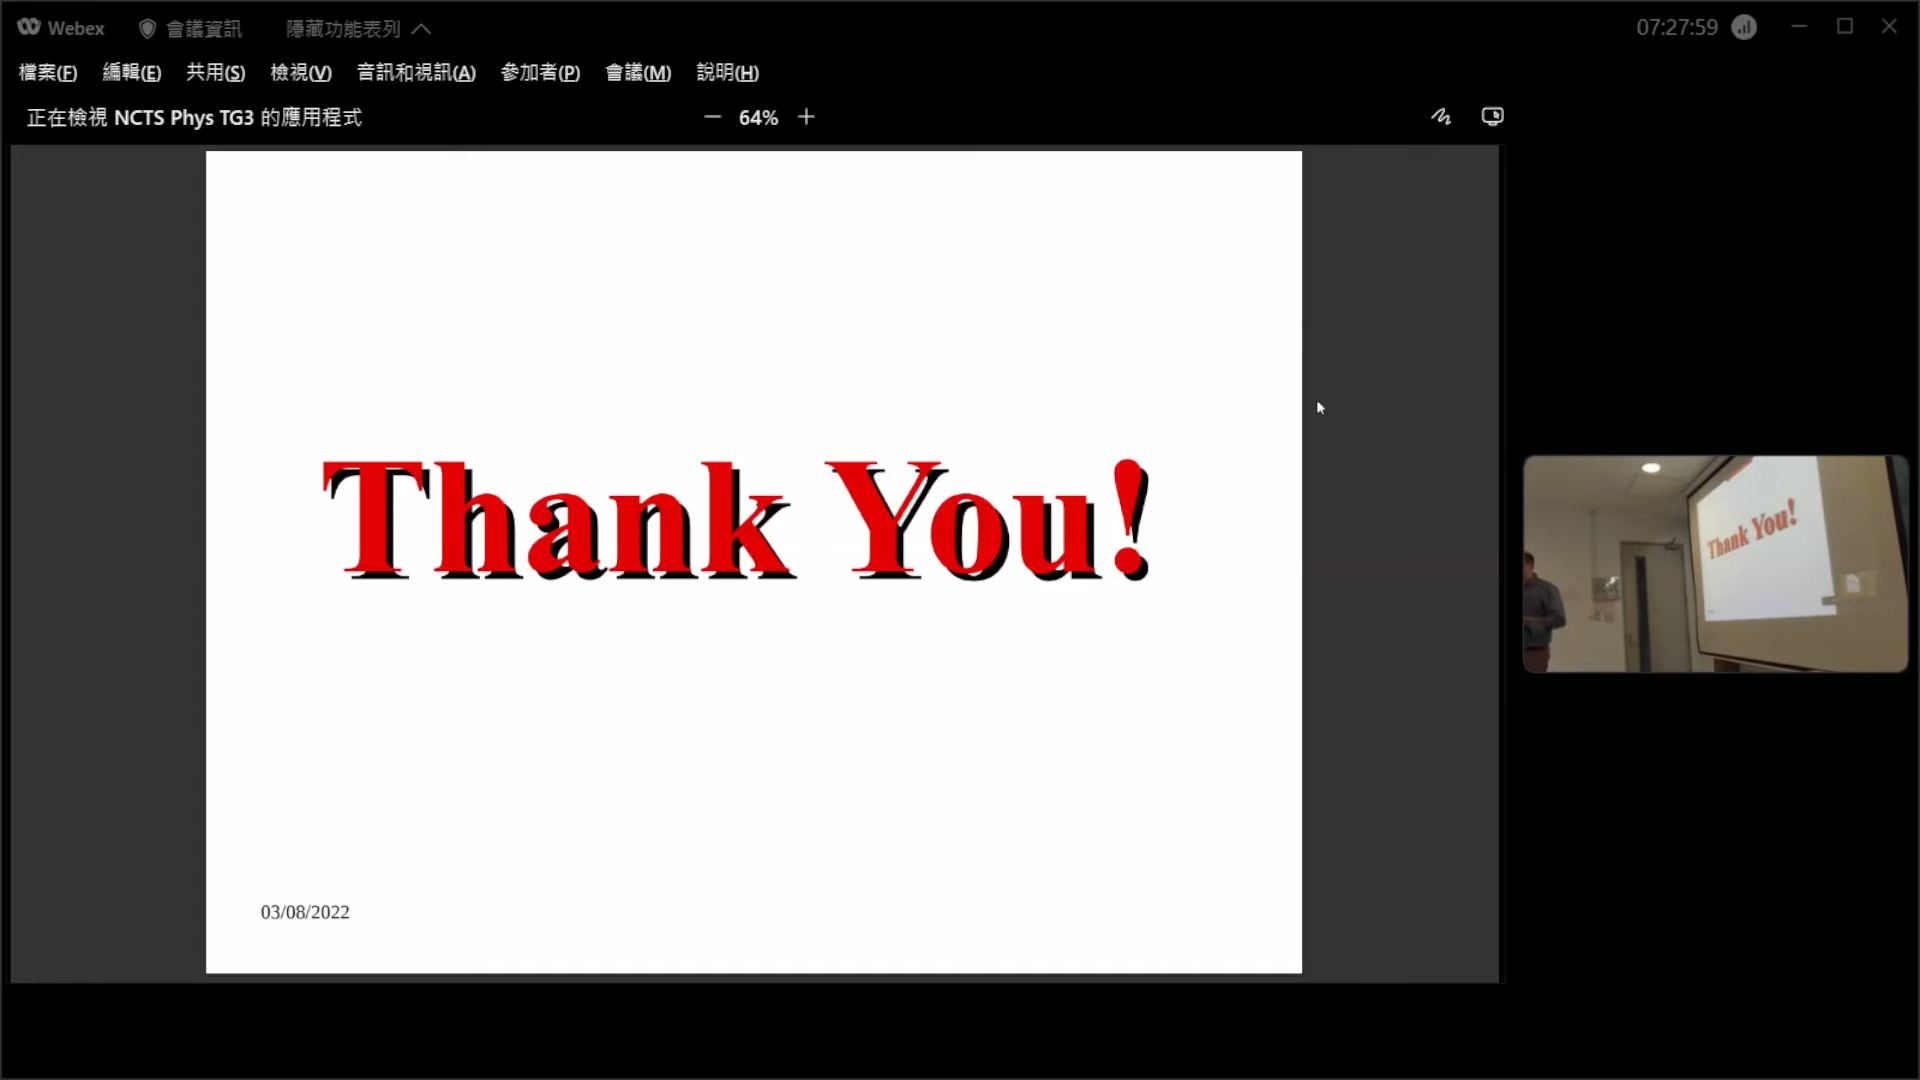 Webex 會議資訊 隱藏功能表列 07:27:59
檔案(F) 編輯(E) 共用(S) 檢視(V) 音訊和視訊(A) 參加者(P) 會議(M) 說明(H)
正在檢視 NCTS Phys TG3 的應用程式 64%
Thank You!
03/08/2022
Thank You!